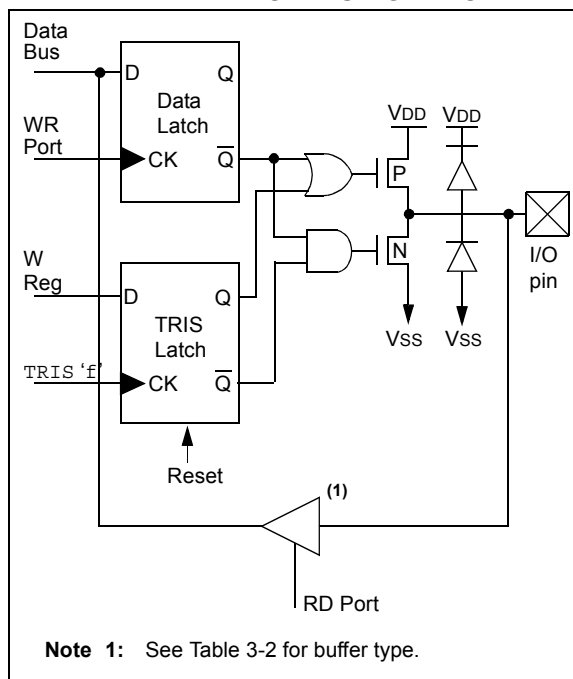 Data
Bus
D
Q
Data
Latch
WR
Port
CK
Q
VDD
VDD
P
N
I/O
pin
VSS
VSS
W
Reg
D
Q
TRIS
Latch
TRIS ‘f’
CK
Q
Reset
(1)
RD Port
Note 1: See Table 3-2 for buffer type.